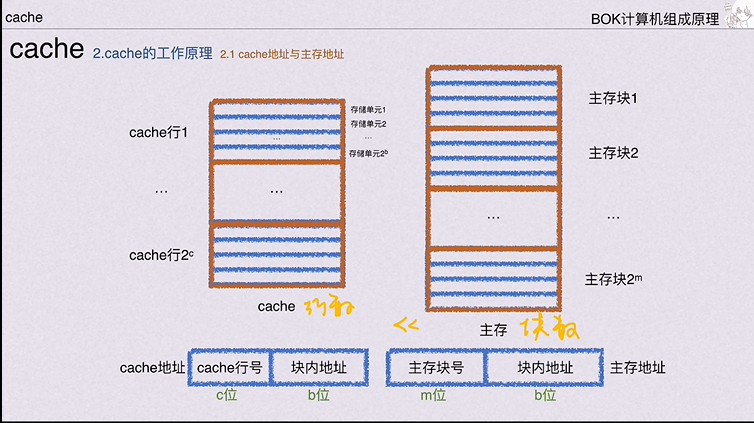 cache
BOK计算机组成原理
cache 2.cache的工作原理 2.1 cache地址与主存地址
cache行1
存储单元1
存储单元2
...
...
存储单元2ᵇ
...
...
cache行2ᶜ
cache 行数
主存块1
主存块2
...
...
主存块2ᵐ
<<
主存 块数
cache地址 cache行号 块内地址
c位 b位
主存块号 块内地址 主存地址
m位 b位